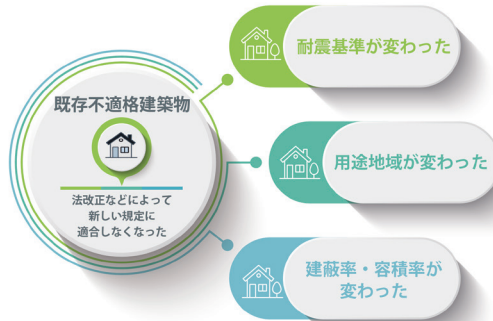 既存不適格建築物
法改正などによって
新しい規定に
適合しなくなった
耐震基準が変わった
用途地域が変わった
建蔽率・容積率が
変わった